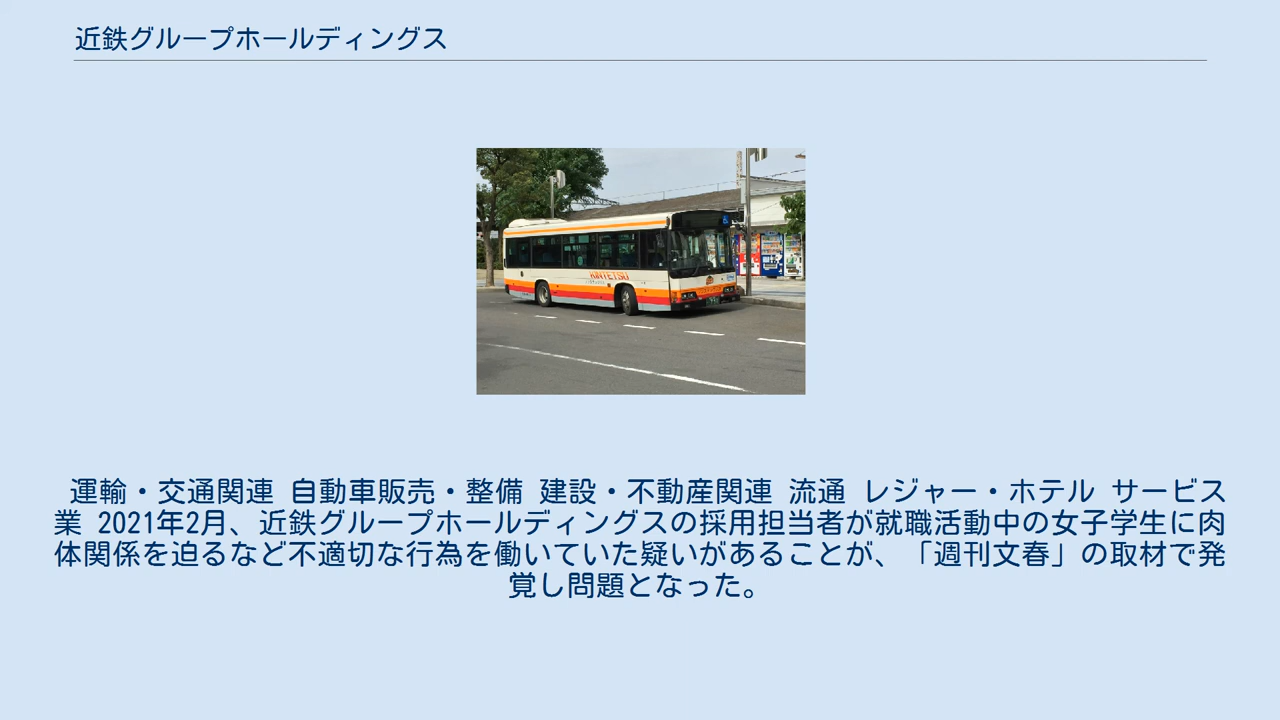 近鉄グループホールディングス
KINTETSU
運輸・交通関連 自動車販売・整備 建設・不動産関連 流通 レジャー・ホテル サービス
業 2021年2月、近鉄グループホールディングスの採用担当者が就職活動中の女子学生に肉
体関係を迫るなど不適切な行為を働いていた疑いがあることが、「週刊文春」の取材で発
覚し問題となった。